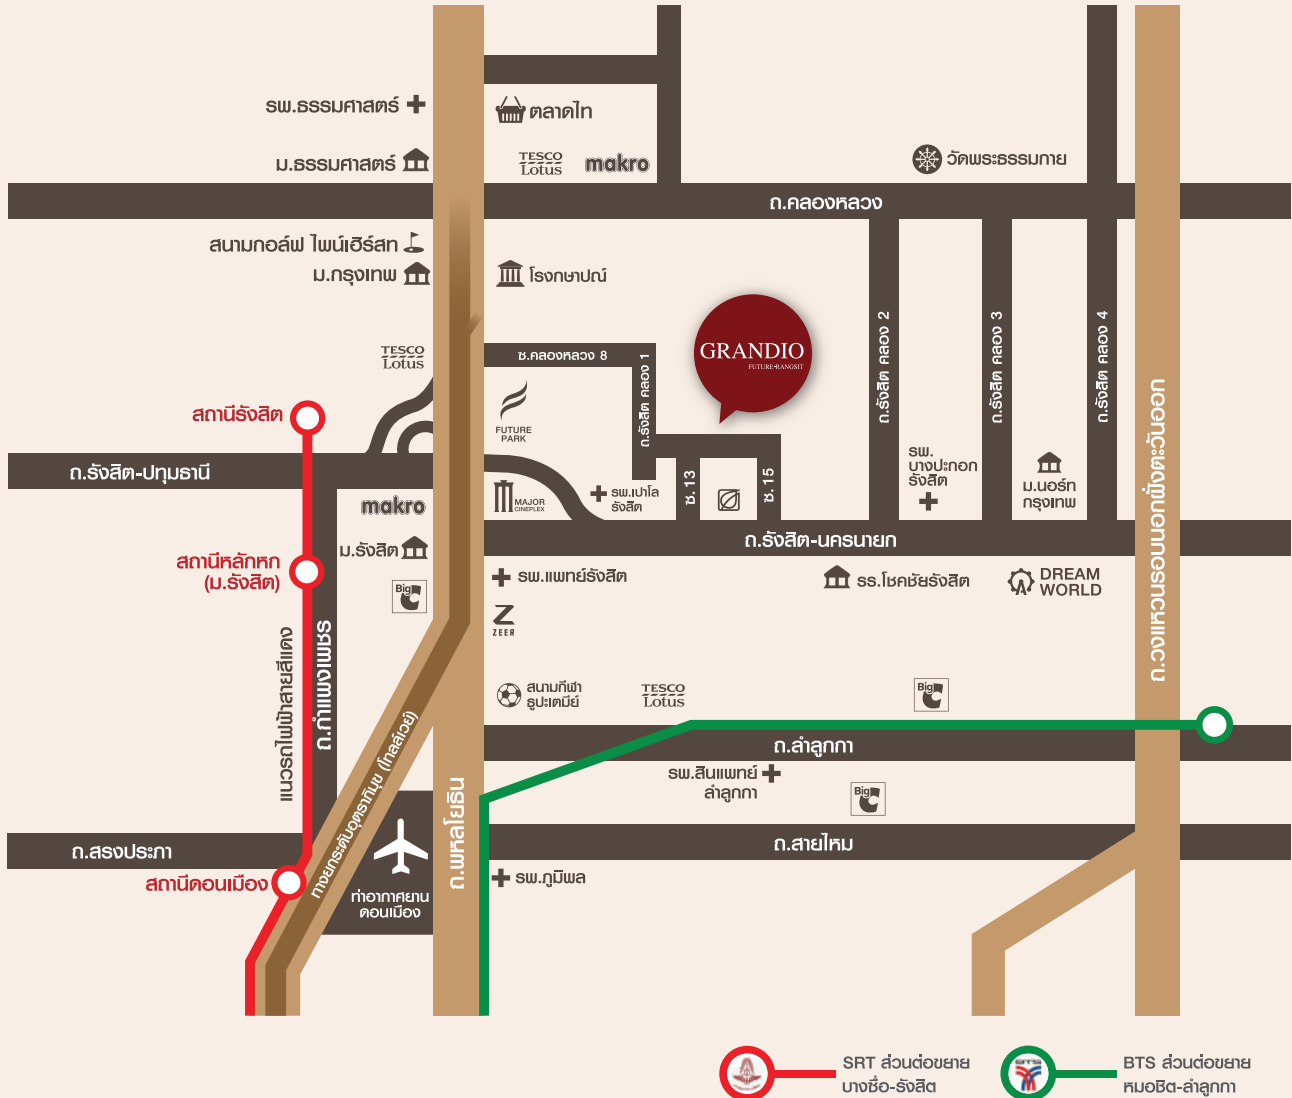 รพ.ธรรมศาสตร์
ตลาดไท
ม.ธรรมศาสตร์
TESCO
Lotus
makro
วัดพระธรรมกาย
ถ.คลองหลวง
สนามกอล์ฟ ไพน์เฮิร์สท
ม.กรุงเทพ
โรงกษาปณ์
TESCO
Lotus
ซ.คลองหลวง 8
ถ.รังสิต คลอง 1
GRANDIO
FUTURE-RANGSIT
ถ.รังสิต คลอง 2
ถ.รังสิต คลอง 3
ถ.รังสิต คลอง 4
ถ.วงแหวนรอบนอกฝั่งตะวันออก
สถานีรังสิต
FUTURE
PARK
ถ.รังสิต-ปทุมธานี
makro
MAJOR
CINEPLEX
รพ.เปาโล
รังสิต
ซ.13
ซ.15
รพ.
บางปะกอก
รังสิต
ม.นอร์ท
กรุงเทพ
ถ.รังสิต-นครนายก
ม.รังสิต
สถานีหลักหก
(ม.รังสิต)
Big C
รพ.แพทย์รังสิต
รร.โชคชัยรังสิต
DREAM
WORLD
Z
ZEER
แนวรถไฟฟ้าสายสีแดง
ถ.กำแพงเพชร
สนามกีฬา
ธูปะเตมีย์
TESCO
Lotus
Big C
ถ.ลำลูกกา
ทางยกระดับอุตราภิมุข (โทลล์เวย์)
ถ.พหลโยธิน
รพ.สินแพทย์
ลำลูกกา
Big C
ถ.สรงประภา
ถ.สายไหม
สถานีดอนเมือง
ท่าอากาศยาน
ดอนเมือง
รพ.ภูมิพล
SRT ส่วนต่อขยาย
บางซื่อ-รังสิต
BTS
BTS ส่วนต่อขยาย
หมอชิต-ลำลูกกา